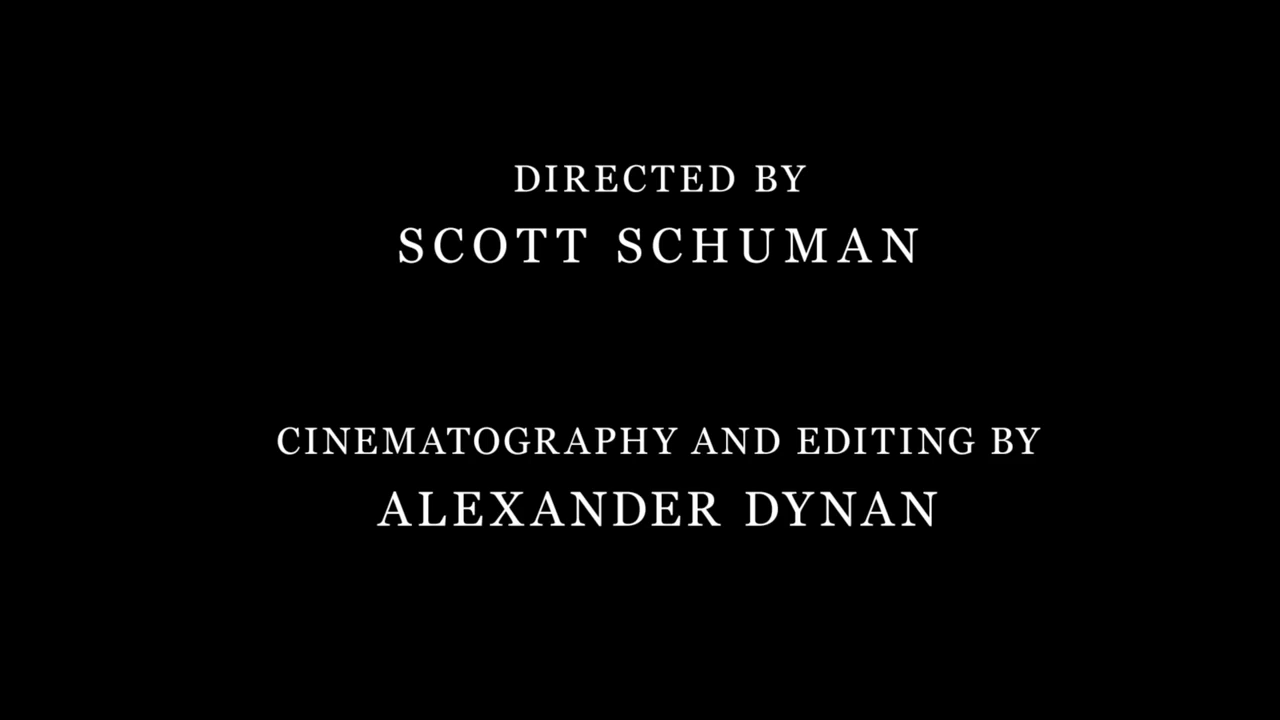 DIRECTED BY
SCOTT SCHUMAN
CINEMATOGRAPHY AND EDITING BY
ALEXANDER DYNAN